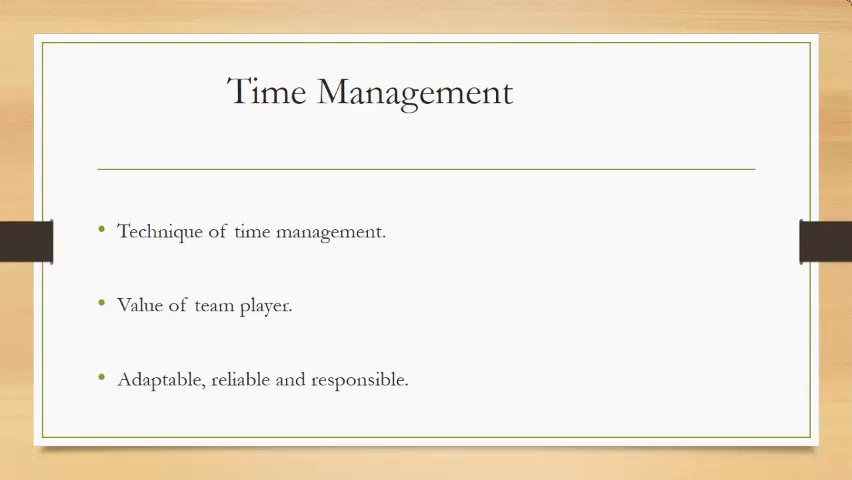 Time Management
Technique of time management.
Value of team player.
Adaptable, reliable and responsible.